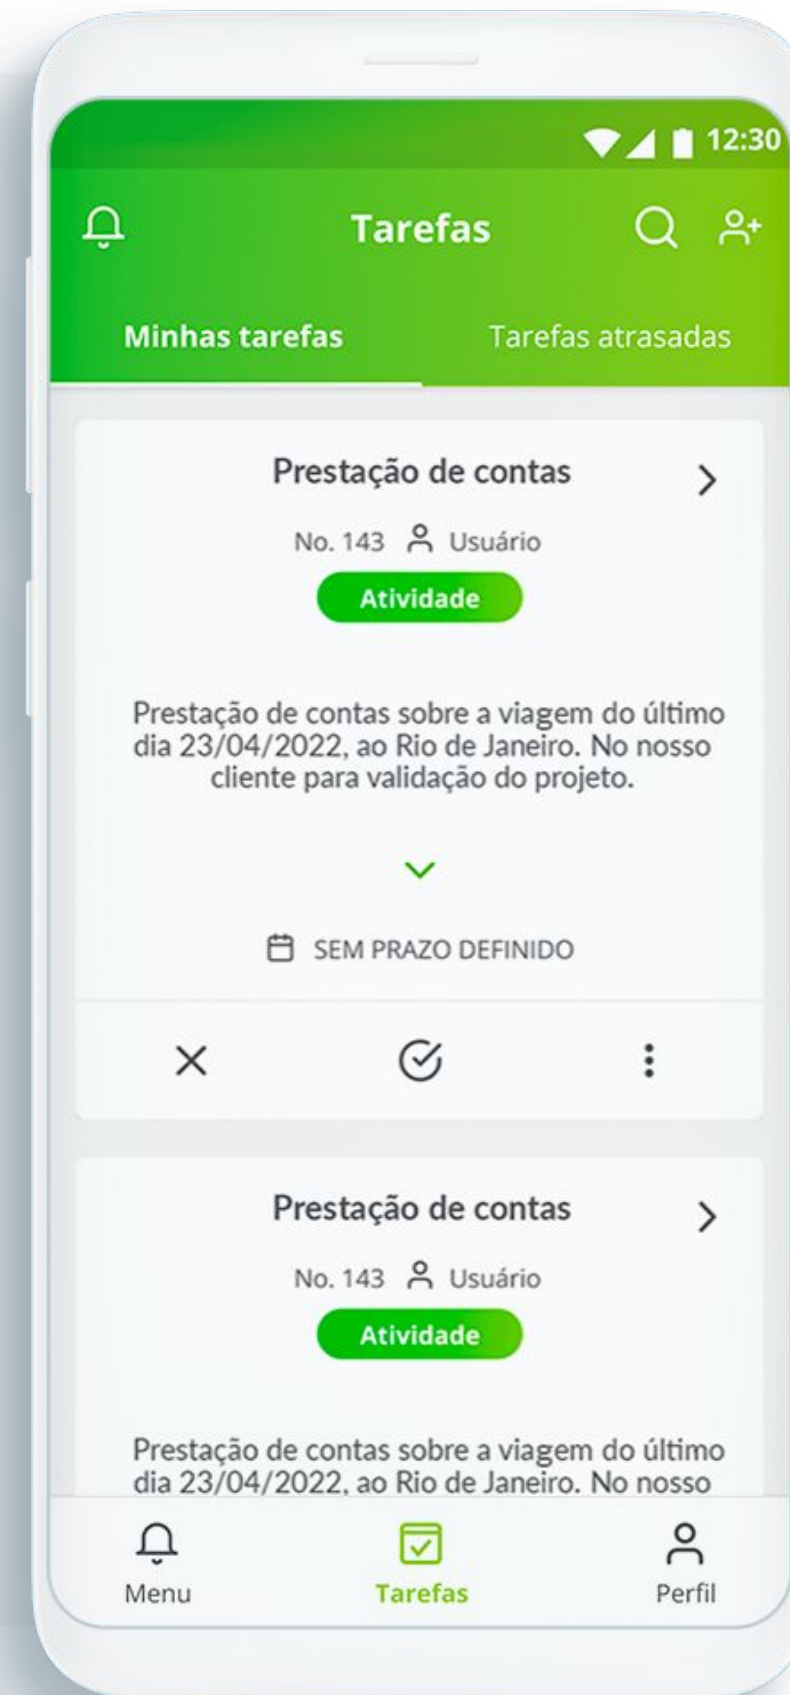 12:30
Tarefas
Minhas tarefas Tarefas atrasadas
Prestação de contas
No. 143 Usuário
Atividade
Prestação de contas sobre a viagem do último
dia 23/04/2022, ao Rio de Janeiro. No nosso
cliente para validação do projeto.
SEM PRAZO DEFINIDO
Prestação de contas
No. 143 Usuário
Atividade
Prestação de contas sobre a viagem do último
dia 23/04/2022, ao Rio de Janeiro. No nosso
Menu Tarefas Perfil